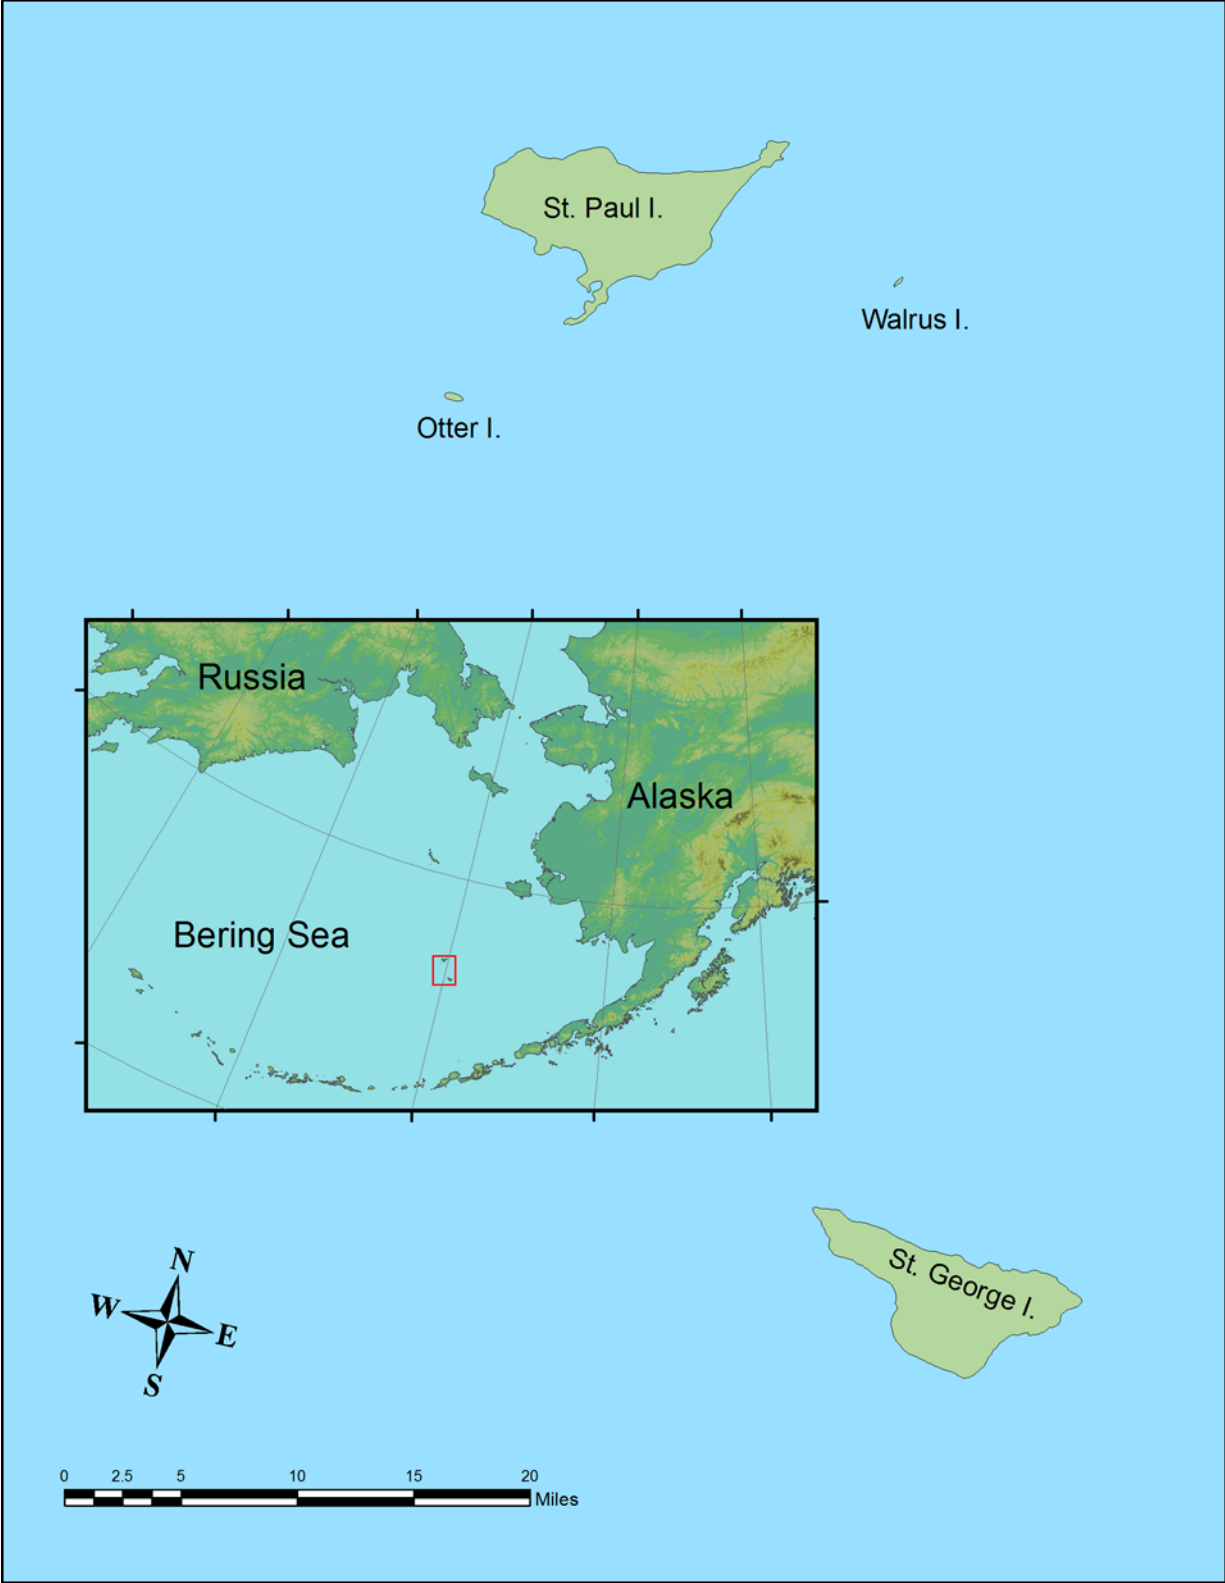 St. Paul I.
Walrus I.
Otter I.
Russia
Alaska
Bering Sea
St. George I.
N
W
E
S
0 2.5 5 10 15 20
Miles